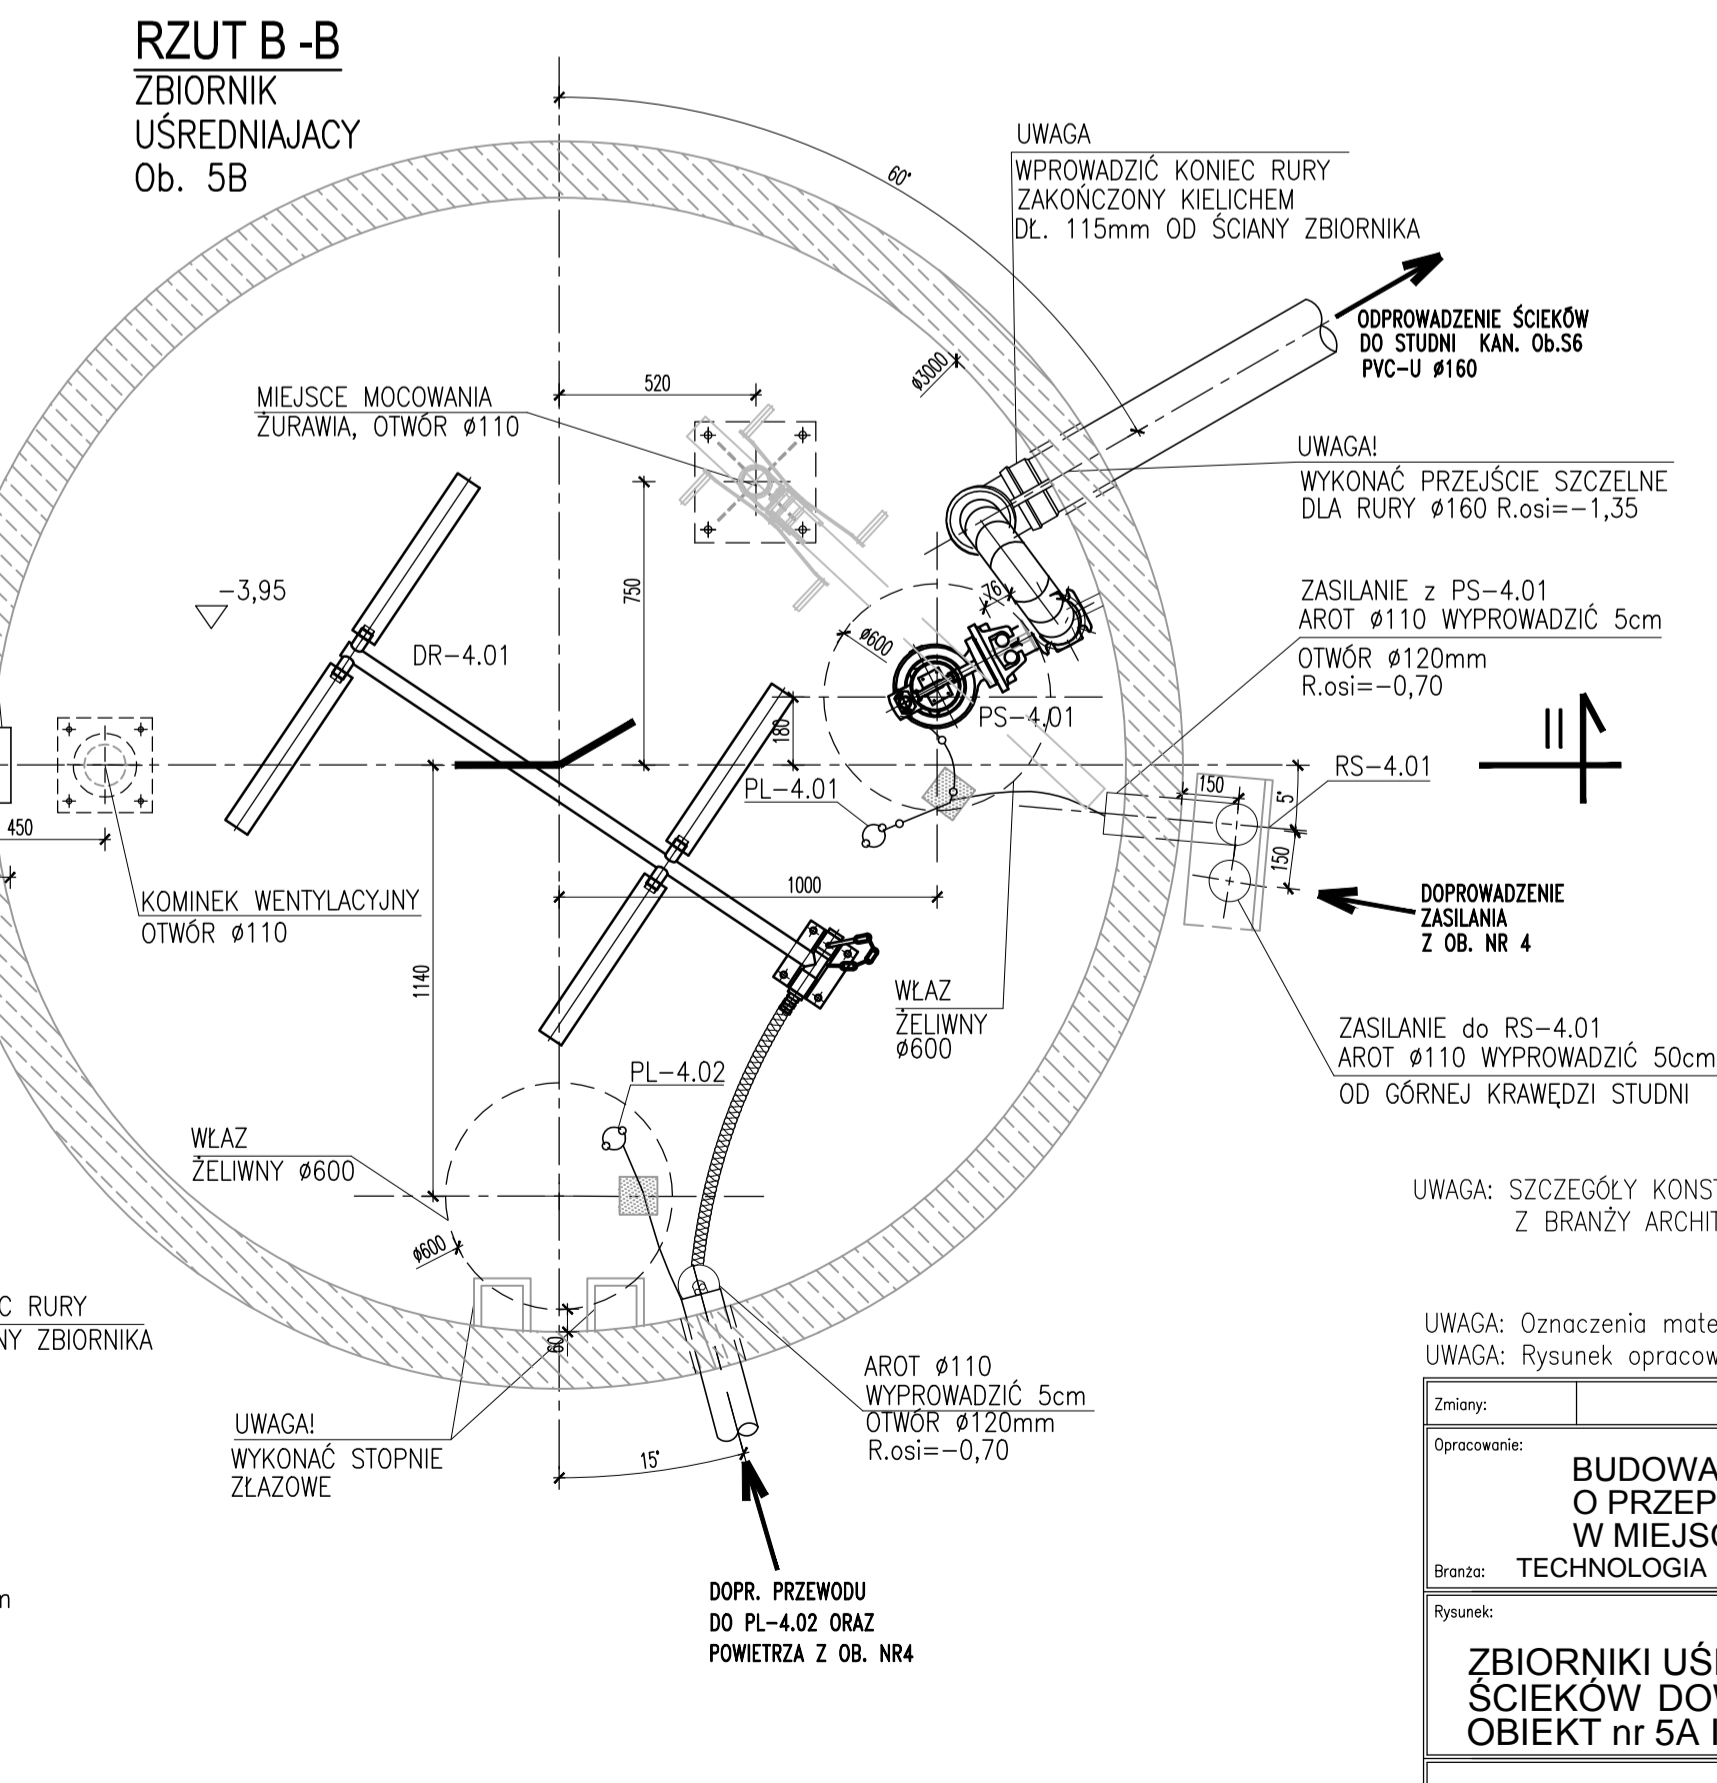 RZUT B -B
ZBIORNIK
UŚREDNIAJACY
Ob. 5B
60°
UWAGA
WPROWADZIĆ KONIEC RURY
ZAKOŃCZONY KIELICHEM
DŁ. 115mm OD ŚCIANY ZBIORNIKA
ODPROWADZENIE ŚCIEKÓW
DO STUDNI KAN. Ob.S6
PVC-U ø160
ø3000
520
MIEJSCE MOCOWANIA
ŻURAWIA, OTWÓR ø110
UWAGA!
WYKONAĆ PRZEJŚCIE SZCZELNE
DLA RURY ø160 R.osi=-1,35
750
-3,95
ZASILANIE z PS-4.01
AROT ø110 WYPROWADZIĆ 5cm
OTWÓR ø120mm
R.osi=-0,70
76
ø600
DR-4.01
PS-4.01
180
PL-4.01
RS-4.01
150
5°
150
450
1000
KOMINEK WENTYLACYJNY
OTWÓR ø110
DOPROWADZENIE
ZASILANIA
Z OB. NR 4
1140
WŁAZ
ŻELIWNY
ø600
ZASILANIE do RS-4.01
AROT ø110 WYPROWADZIĆ 50cm
OD GÓRNEJ KRAWĘDZI STUDNI
PL-4.02
WŁAZ
ŻELIWNY ø600
ø600
UWAGA: SZCZEGÓŁY KONST
Z BRANŻY ARCHIT
C RURY
NY ZBIORNIKA
60
UWAGA: Oznaczenia mate
UWAGA: Rysunek opracow
AROT ø110
WYPROWADZIĆ 5cm
OTWÓR ø120mm
R.osi=-0,70
UWAGA!
WYKONAĆ STOPNIE
ZŁAZOWE
15°
Zmiany:
Opracowanie:
BUDOWA
O PRZEP
W MIEJSC
Branża: TECHNOLOGIA
DOPR. PRZEWODU
DO PL-4.02 ORAZ
POWIETRZA Z OB. NR4
Rysunek:
ZBIORNIKI UŚ
ŚCIEKÓW DOW
OBIEKT nr 5A I